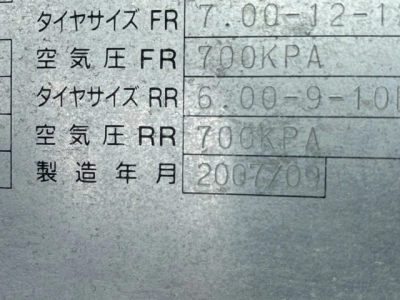 タイヤサイズ FR 7.00-12-1
空気圧 FR 700KPA
タイヤサイズ RR 6.00-9-10
空気圧 RR 700KPA
製造年月 2007/09